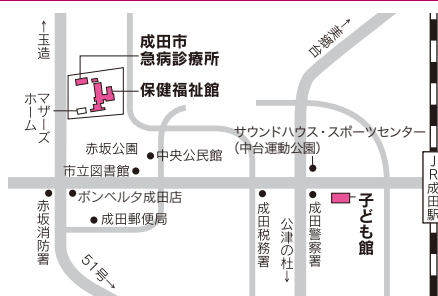 ←玉造
成田市
急病診療所
保健福祉館
マザーズ
ホーム
←美郷台
赤坂公園
中央公民館
市立図書館
サウンドハウス・スポーツセンター
(中台運動公園)
ボンベルタ成田店
成田郵便局
赤坂消防署
51号→
成田税務署
公津の杜→
成田警察署
子ども館
JR成田駅